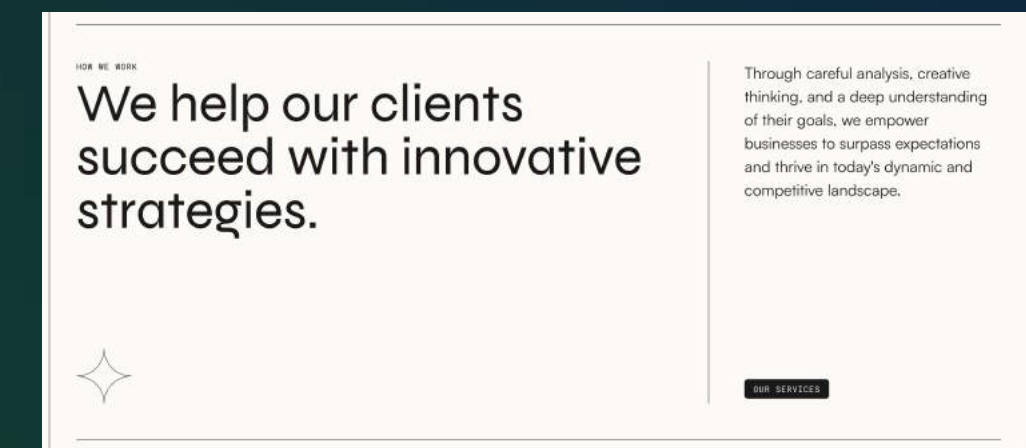 HOW WE WORK
We help our clients
succeed with innovative
strategies.
Through careful analysis, creative
thinking, and a deep understanding
of their goals, we empower
businesses to surpass expectations
and thrive in today's dynamic and
competitive landscape.
OUR SERVICES